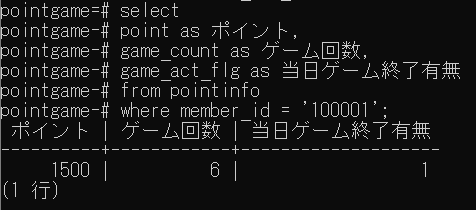 pointgame=# select
pointgame-# point as ポイント,
pointgame-# game_count as ゲーム回数,
pointgame-# game_act_flg as 当日ゲーム終了有無
pointgame-# from pointinfo
pointgame-# where member_id = '100001';
 ポイント | ゲーム回数 | 当日ゲーム終了有無
----------+------------+--------------------
     1500 |          6 |                  1
(1 行)